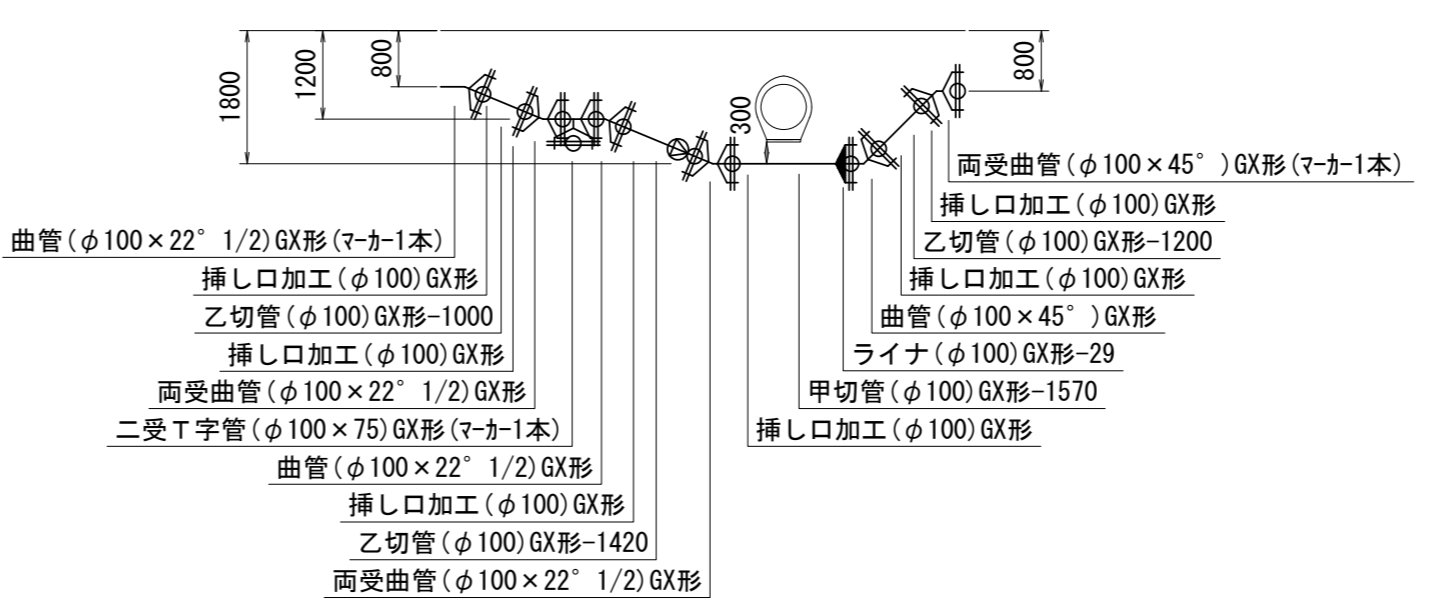 1800
1200
800
300
800
曲管(φ100×22°1/2)GX形(ﾏｰｶｰ1本)
挿し口加工(φ100)GX形
乙切管(φ100)GX形-1000
挿し口加工(φ100)GX形
両受曲管(φ100×22°1/2)GX形
二受T字管(φ100×75)GX形(ﾏｰｶｰ1本)
曲管(φ100×22°1/2)GX形
挿し口加工(φ100)GX形
乙切管(φ100)GX形-1420
両受曲管(φ100×22°1/2)GX形
両受曲管(φ100×45°)GX形(ﾏｰｶｰ1本)
挿し口加工(φ100)GX形
乙切管(φ100)GX形-1200
挿し口加工(φ100)GX形
曲管(φ100×45°)GX形
ライナ(φ100)GX形-29
甲切管(φ100)GX形-1570
挿し口加工(φ100)GX形